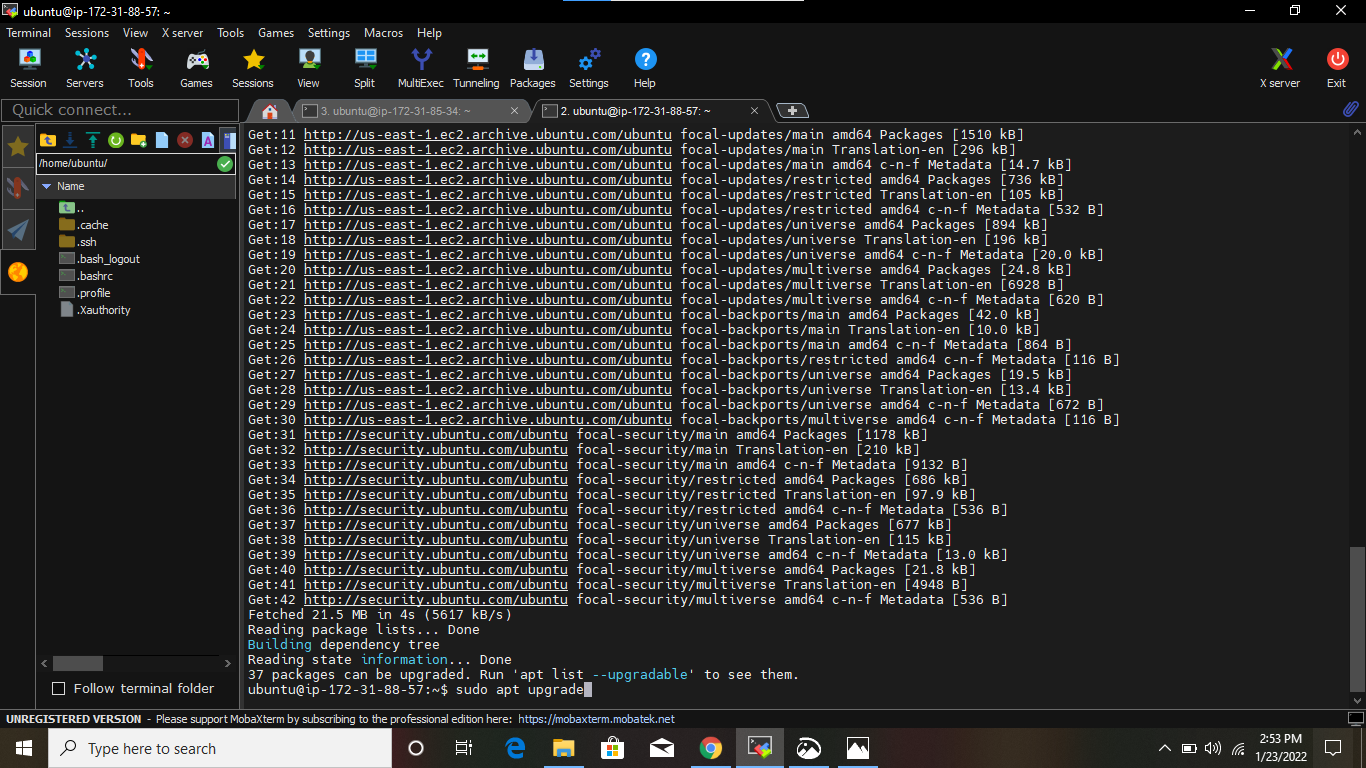 ubuntu@ip-172-31-88-57: ~
Terminal Sessions View X server Tools Games Settings Macros Help
Session Servers Tools Games Sessions View Split MultiExec Tunneling Packages Settings Help X server Exit
Quick connect...
3. ubuntu@ip-172-31-85-34: ~
2. ubuntu@ip-172-31-88-57: ~
/home/ubuntu/
Name
..
.cache
.ssh
.bash_logout
.bashrc
.profile
.Xauthority
Follow terminal folder
Get:11 http://us-east-1.ec2.archive.ubuntu.com/ubuntu focal-updates/main amd64 Packages [1510 kB]
Get:12 http://us-east-1.ec2.archive.ubuntu.com/ubuntu focal-updates/main Translation-en [296 kB]
Get:13 http://us-east-1.ec2.archive.ubuntu.com/ubuntu focal-updates/main amd64 c-n-f Metadata [14.7 kB]
Get:14 http://us-east-1.ec2.archive.ubuntu.com/ubuntu focal-updates/restricted amd64 Packages [736 kB]
Get:15 http://us-east-1.ec2.archive.ubuntu.com/ubuntu focal-updates/restricted Translation-en [105 kB]
Get:16 http://us-east-1.ec2.archive.ubuntu.com/ubuntu focal-updates/restricted amd64 c-n-f Metadata [532 B]
Get:17 http://us-east-1.ec2.archive.ubuntu.com/ubuntu focal-updates/universe amd64 Packages [894 kB]
Get:18 http://us-east-1.ec2.archive.ubuntu.com/ubuntu focal-updates/universe Translation-en [196 kB]
Get:19 http://us-east-1.ec2.archive.ubuntu.com/ubuntu focal-updates/universe amd64 c-n-f Metadata [20.0 kB]
Get:20 http://us-east-1.ec2.archive.ubuntu.com/ubuntu focal-updates/multiverse amd64 Packages [24.8 kB]
Get:21 http://us-east-1.ec2.archive.ubuntu.com/ubuntu focal-updates/multiverse Translation-en [6928 B]
Get:22 http://us-east-1.ec2.archive.ubuntu.com/ubuntu focal-updates/multiverse amd64 c-n-f Metadata [620 B]
Get:23 http://us-east-1.ec2.archive.ubuntu.com/ubuntu focal-backports/main amd64 Packages [42.0 kB]
Get:24 http://us-east-1.ec2.archive.ubuntu.com/ubuntu focal-backports/main Translation-en [10.0 kB]
Get:25 http://us-east-1.ec2.archive.ubuntu.com/ubuntu focal-backports/main amd64 c-n-f Metadata [864 B]
Get:26 http://us-east-1.ec2.archive.ubuntu.com/ubuntu focal-backports/restricted amd64 c-n-f Metadata [116 B]
Get:27 http://us-east-1.ec2.archive.ubuntu.com/ubuntu focal-backports/universe amd64 Packages [19.5 kB]
Get:28 http://us-east-1.ec2.archive.ubuntu.com/ubuntu focal-backports/universe Translation-en [13.4 kB]
Get:29 http://us-east-1.ec2.archive.ubuntu.com/ubuntu focal-backports/universe amd64 c-n-f Metadata [672 B]
Get:30 http://us-east-1.ec2.archive.ubuntu.com/ubuntu focal-backports/multiverse amd64 c-n-f Metadata [116 B]
Get:31 http://security.ubuntu.com/ubuntu focal-security/main amd64 Packages [1178 kB]
Get:32 http://security.ubuntu.com/ubuntu focal-security/main Translation-en [210 kB]
Get:33 http://security.ubuntu.com/ubuntu focal-security/main amd64 c-n-f Metadata [9132 B]
Get:34 http://security.ubuntu.com/ubuntu focal-security/restricted amd64 Packages [686 kB]
Get:35 http://security.ubuntu.com/ubuntu focal-security/restricted Translation-en [97.9 kB]
Get:36 http://security.ubuntu.com/ubuntu focal-security/restricted amd64 c-n-f Metadata [536 B]
Get:37 http://security.ubuntu.com/ubuntu focal-security/universe amd64 Packages [677 kB]
Get:38 http://security.ubuntu.com/ubuntu focal-security/universe Translation-en [115 kB]
Get:39 http://security.ubuntu.com/ubuntu focal-security/universe amd64 c-n-f Metadata [13.0 kB]
Get:40 http://security.ubuntu.com/ubuntu focal-security/multiverse amd64 Packages [21.8 kB]
Get:41 http://security.ubuntu.com/ubuntu focal-security/multiverse Translation-en [4948 B]
Get:42 http://security.ubuntu.com/ubuntu focal-security/multiverse amd64 c-n-f Metadata [536 B]
Fetched 21.5 MB in 4s (5617 kB/s)
Reading package lists... Done
Building dependency tree
Reading state information... Done
37 packages can be upgraded. Run 'apt list --upgradable' to see them.
ubuntu@ip-172-31-88-57:~$ sudo apt upgrade
UNREGISTERED VERSION - Please support MobaXterm by subscribing to the professional edition here: https://mobaxterm.mobatek.net
Type here to search
2:53 PM
1/23/2022